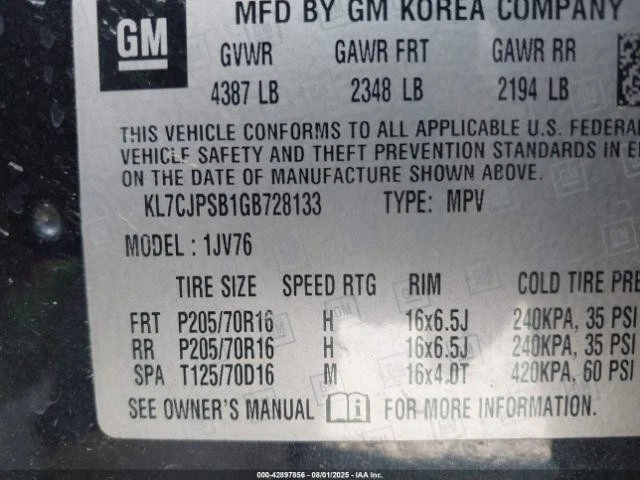 GM
MFD BY GM KOREA COMPANY
GVWR GAWR FRT GAWR RR
4387 LB 2348 LB 2194 LB
THIS VEHICLE CONFORMS TO ALL APPLICABLE U.S. FEDERAL
VEHICLE SAFETY AND THEFT PREVENTION STANDARDS IN E
ON THE DATE OF MANUFACTURE SHOWN ABOVE.
KL7CJPSB1GB728133 TYPE: MPV
MODEL : 1JV76
TIRE SIZE SPEED RTG RIM COLD TIRE PRE
FRT P205/70R16 H 16x6.5J 240KPA, 35 PSI
RR P205/70R16 H 16x6.5J 240KPA, 35 PSI
SPA T125/70D16 M 16x4.0T 420KPA, 60 PSI
SEE OWNER'S MANUAL FOR MORE INFORMATION.
000-42897856 - 08/01/2025 - IAAI.COM